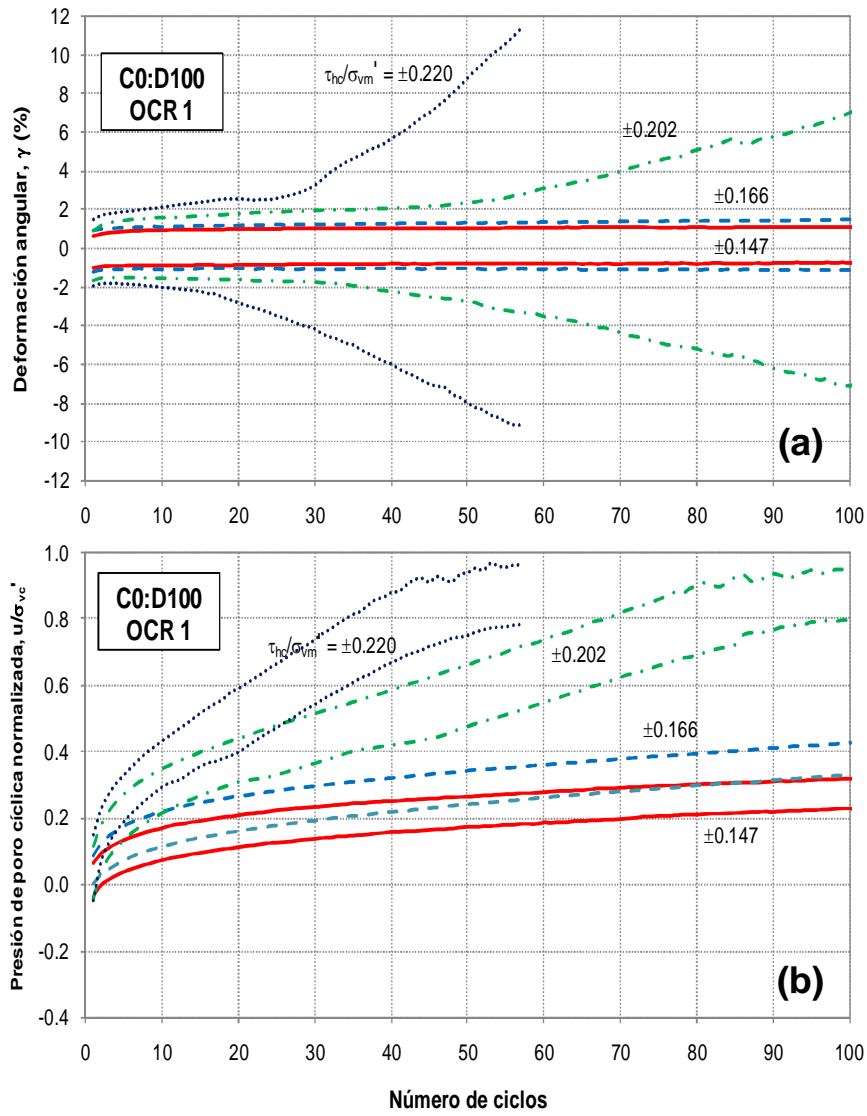 12
10
8
6
4
2
0
-2
-4
-6
-8
-10
-12
Deformación angular, γ (%)
C0:D100
OCR 1
τhc/σvm' = ±0.220
±0.202
±0.166
±0.147
(a)
0 10 20 30 40 50 60 70 80 90 100
1.0
0.8
0.6
0.4
0.2
0.0
-0.2
-0.4
Presión de poro cíclica normalizada, u/σvc'
C0:D100
OCR 1
τhc/σvm = ±0.220
±0.202
±0.166
±0.147
(b)
0 10 20 30 40 50 60 70 80 90 100
Número de ciclos